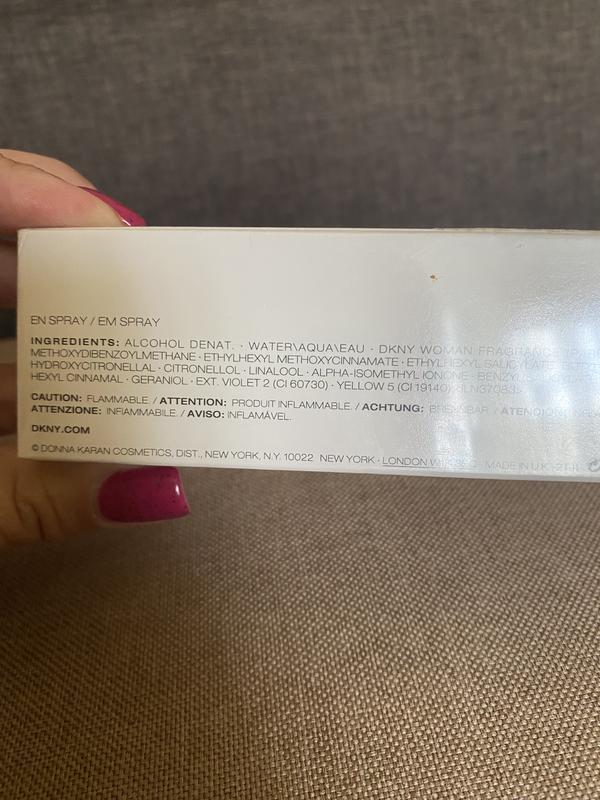 EN SPRAY / EM SPRAY
INGREDIENTS: ALCOHOL DENAT. · WATER\AQUA\EAU · DKNY WOMAN FRAGRANCE
METHOXYDIBENZOYLMETHANE · ETHYLHEXYL METHOXYCINNAMATE · ETHYLHEXYL SALICYLATE
HYDROXYCITRONELLAL · CITRONELLOL · LINALOOL · ALPHA-ISOMETHYL IONONE · BENZYL
HEXYL CINNAMAL · GERANIOL · EXT. VIOLET 2 (CI 60730) · YELLOW 5 (CI 19140)
CAUTION: FLAMMABLE. / ATTENTION: PRODUIT INFLAMMABLE. / ACHTUNG: BRENNBAR. / ATENCION:
ATTENZIONE: INFIAMMABILE. / AVISO: INFLAMÁVEL.
DKNY.COM
© DONNA KARAN COSMETICS, DIST., NEW YORK, N.Y. 10022 NEW YORK · LONDON MADE IN U.K.